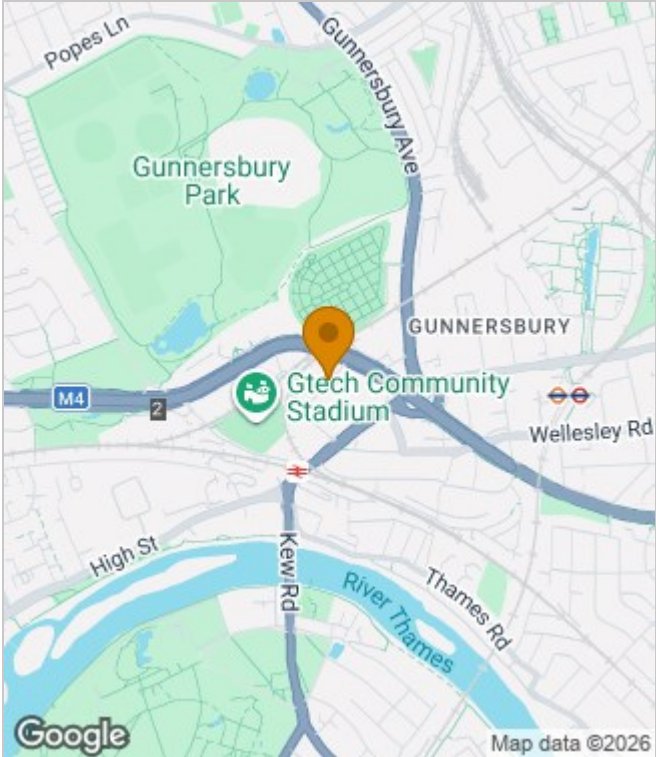 Popes Ln
Gunnersbury Ave
Gunnersbury
Park
GUNNERSBURY
M4
2
Gtech Community
Stadium
Wellesley Rd
High St
Kew Rd
River Thames
Thames Rd
Google
Map data ©2026